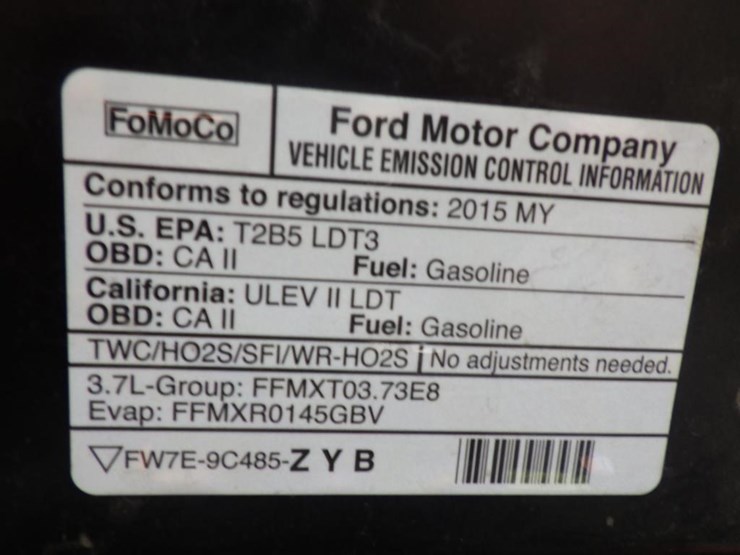 FoMoCo
Ford Motor Company
VEHICLE EMISSION CONTROL INFORMATION
Conforms to regulations: 2015 MY
U.S. EPA: T2B5 LDT3
OBD: CA II Fuel: Gasoline
California: ULEV II LDT
OBD: CA II Fuel: Gasoline
TWC/HO2S/SFI/WR-HO2S No adjustments needed.
3.7L-Group: FFMXT03.73E8
Evap: FFMXR0145GBV
FW7E-9C485-Z Y B